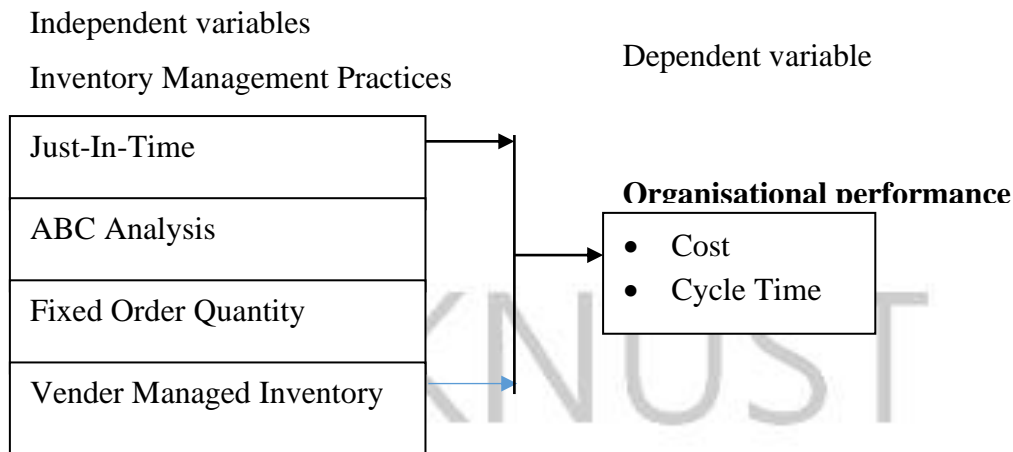 Independent variables
Inventory Management Practices
Just-In-Time
ABC Analysis
Fixed Order Quantity
Vender Managed Inventory
Dependent variable
Organisational performance
• Cost
• Cycle Time
KNUST